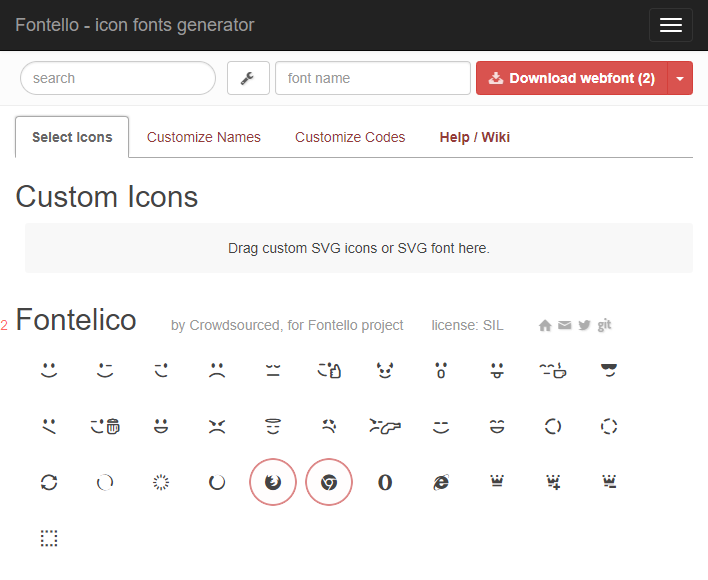 Fontello - icon fonts generator
search
font name
Download webfont (2)
Select Icons Customize Names Customize Codes Help / Wiki
Custom Icons
Drag custom SVG icons or SVG font here.
2 Fontelico by Crowdsourced, for Fontello project license: SIL git